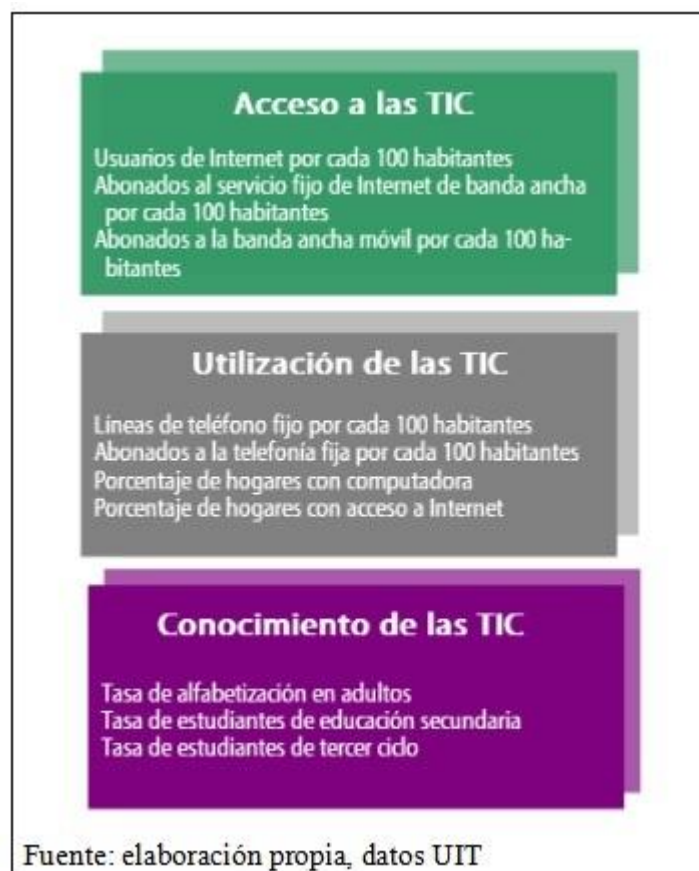 Acceso a las TIC
Usuarios de Internet por cada 100 habitantes
Abonados al servicio fijo de Internet de banda ancha
por cada 100 habitantes
Abonados a la banda ancha móvil por cada 100 ha-
bitantes
Utilización de las TIC
Líneas de teléfono fijo por cada 100 habitantes
Abonados a la telefonía fija por cada 100 habitantes
Porcentaje de hogares con computadora
Porcentaje de hogares con acceso a Internet
Conocimiento de las TIC
Tasa de alfabetización en adultos
Tasa de estudiantes de educación secundaria
Tasa de estudiantes de tercer ciclo
Fuente: elaboración propia, datos UIT